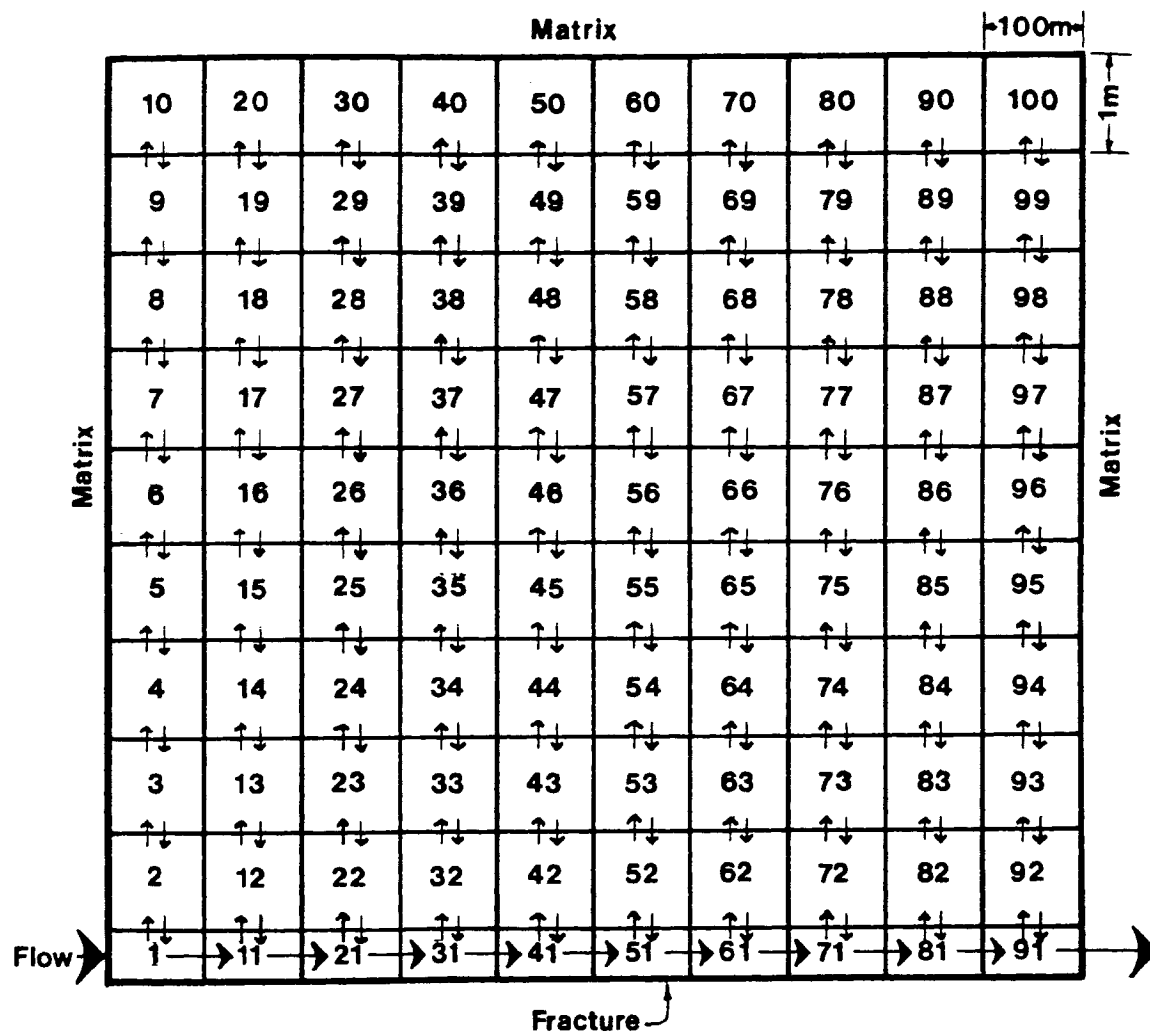 Matrix
100m
10 20 30 40 50 60 70 80 90 100
1m
9 19 29 39 49 59 69 79 89 99
8 18 28 38 48 58 68 78 88 98
7 17 27 37 47 57 67 77 87 97
Matrix
Matrix
6 16 26 36 46 56 66 76 86 96
5 15 25 35 45 55 65 75 85 95
4 14 24 34 44 54 64 74 84 94
3 13 23 33 43 53 63 73 83 93
2 12 22 32 42 52 62 72 82 92
Flow 1 11 21 31 41 51 61 71 81 91
Fracture